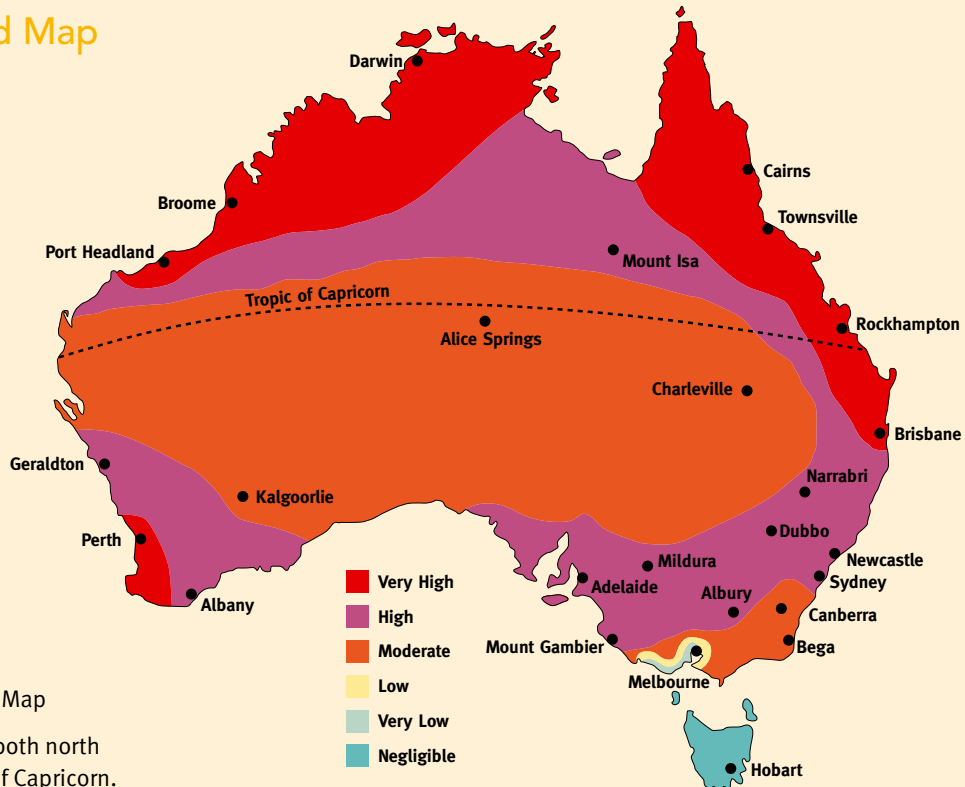 d Map
Darwin
Cairns
Broome
Townsville
Port Headland
Mount Isa
Tropic of Capricorn
Rockhampton
Alice Springs
Charleville
Brisbane
Geraldton
Narrabri
Kalgoorlie
Dubbo
Perth
Newcastle
Mildura
Sydney
Adelaide
Albury
Albany
Canberra
Mount Gambier
Bega
Melbourne
Hobart
Very High
High
Moderate
Low
Very Low
Negligible
Map
both north
of Capricorn.